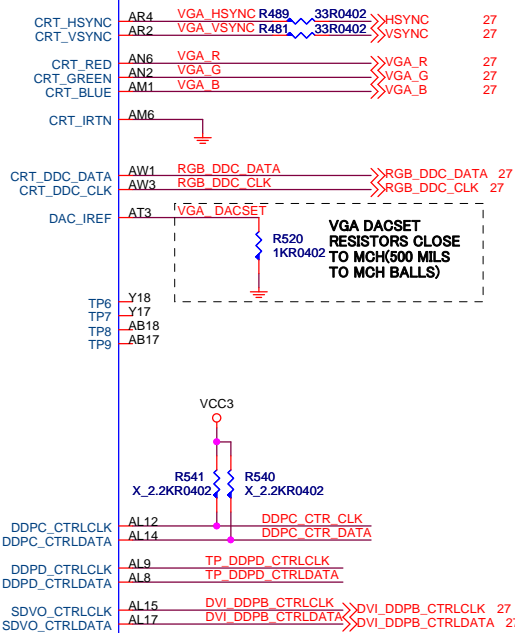 CRT_HSYNC AR4 VGA_HSYNC R489 33R0402 HSYNC 27
CRT_VSYNC AR2 VGA_VSYNC R481 33R0402 VSYNC 27
CRT_RED AN6 VGA_R VGA_R 27
CRT_GREEN AN2 VGA_G VGA_G 27
CRT_BLUE AM1 VGA_B VGA_B 27
CRT_IRTN AM6
CRT_DDC_DATA AW1 RGB_DDC_DATA RGB_DDC_DATA 27
CRT_DDC_CLK AW3 RGB_DDC_CLK RGB_DDC_CLK 27
DAC_IREF AT3 VGA_DACSET
R520
1KR0402
VGA DACSET
RESISTORS CLOSE
TO MCH(500 MILS
TO MCH BALLS)
TP6 Y18
TP7 Y17
TP8 AB18
TP9 AB17
VCC3
R541 R540
X_2.2KR0402 X_2.2KR0402
DDPC_CTRLCLK AL12 DDPC_CTR_CLK
DDPC_CTRLDATA AL14 DDPC_CTR_DATA
DDPD_CTRLCLK AL9 TP_DDPD_CTRLCLK
DDPD_CTRLDATA AL8 TP_DDPD_CTRLDATA
SDVO_CTRLCLK AL15 DVI_DDPB_CTRLCLK DVI_DDPB_CTRLCLK 27
SDVO_CTRLDATA AL17 DVI_DDPB_CTRLDATA DVI_DDPB_CTRLDATA 27